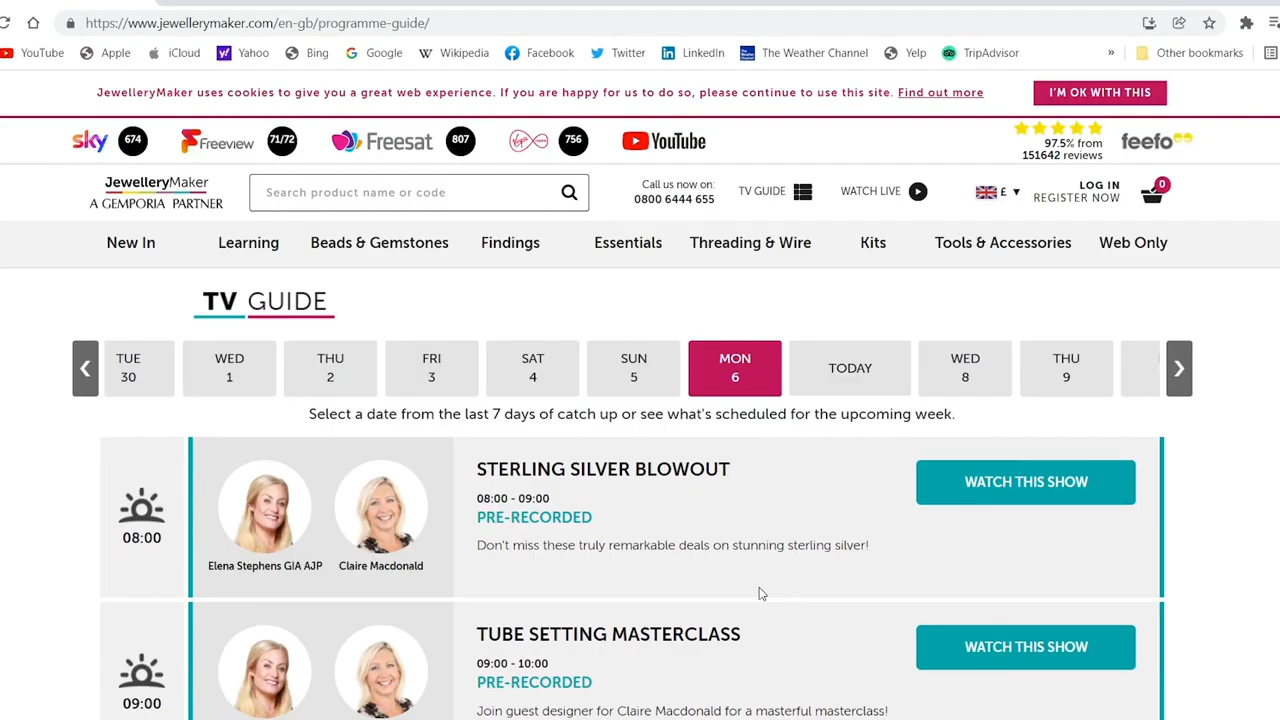 https://www.jewellerymaker.com/en-gb/programme-guide/
YouTube Apple iCloud Yahoo Bing Google Wikipedia Facebook Twitter LinkedIn The Weather Channel Yelp TripAdvisor » Other bookmarks
JewelleryMaker uses cookies to give you a great web experience. If you are happy for us to do so, please continue to use this site. Find out more
I'M OK WITH THIS
sky 674 Freeview 71/72 Freesat 807 756 YouTube
97.5% from
151642 reviews
feefo
JewelleryMaker
A GEMPORIA PARTNER
Search product name or code
Call us now on:
0800 6444 655
TV GUIDE
WATCH LIVE
£
LOG IN
REGISTER NOW
0
New In Learning Beads & Gemstones Findings Essentials Threading & Wire Kits Tools & Accessories Web Only
TV GUIDE
TUE
30
WED
1
THU
2
FRI
3
SAT
4
SUN
5
MON
6
TODAY
WED
8
THU
9
Select a date from the last 7 days of catch up or see what's scheduled for the upcoming week.
08:00
Elena Stephens GIA AJP
Claire Macdonald
STERLING SILVER BLOWOUT
08:00 - 09:00
PRE-RECORDED
Don't miss these truly remarkable deals on stunning sterling silver!
WATCH THIS SHOW
09:00
TUBE SETTING MASTERCLASS
09:00 - 10:00
PRE-RECORDED
Join guest designer for Claire Macdonald for a masterful masterclass!
WATCH THIS SHOW